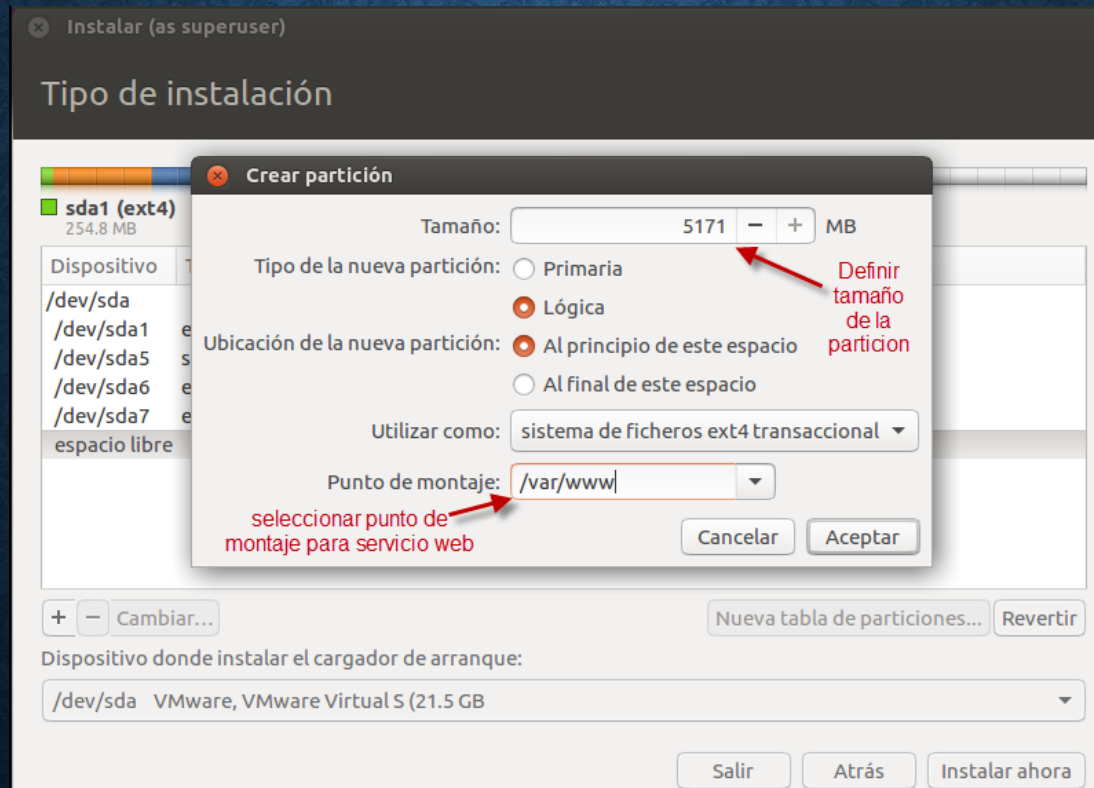 Instalar (as superuser)
Tipo de instalación
Crear partición
sda1 (ext4)
254.8 MB
Tamaño: 5171 − + MB
Tipo de la nueva partición: Primaria
Lógica
Ubicación de la nueva partición: Al principio de este espacio
Al final de este espacio
Utilizar como: sistema de ficheros ext4 transaccional
Punto de montaje: /var/www
Cancelar Aceptar
Definir
tamaño
de la
particion
seleccionar punto de
montaje para servicio web
Dispositivo
/dev/sda
/dev/sda1
/dev/sda5
/dev/sda6
/dev/sda7
espacio libre
+ − Cambiar... Nueva tabla de particiones... Revertir
Dispositivo donde instalar el cargador de arranque:
/dev/sda VMware, VMware Virtual S (21.5 GB
Salir Atrás Instalar ahora